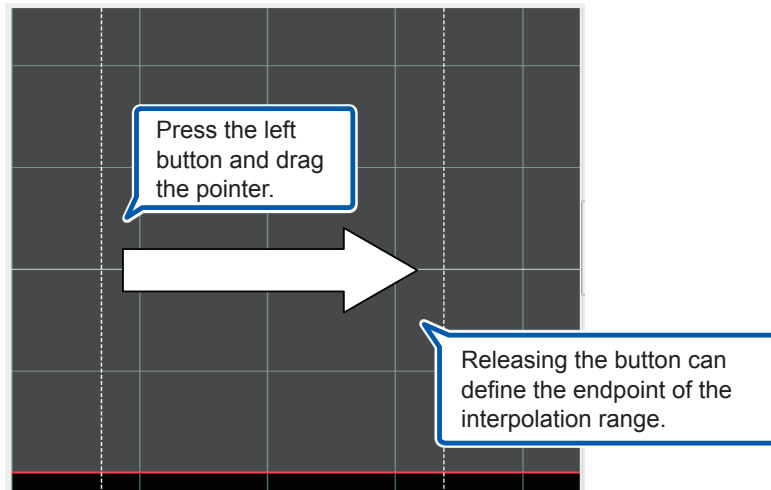 Press the left
button and drag
the pointer.
Releasing the button can
define the endpoint of the
interpolation range.